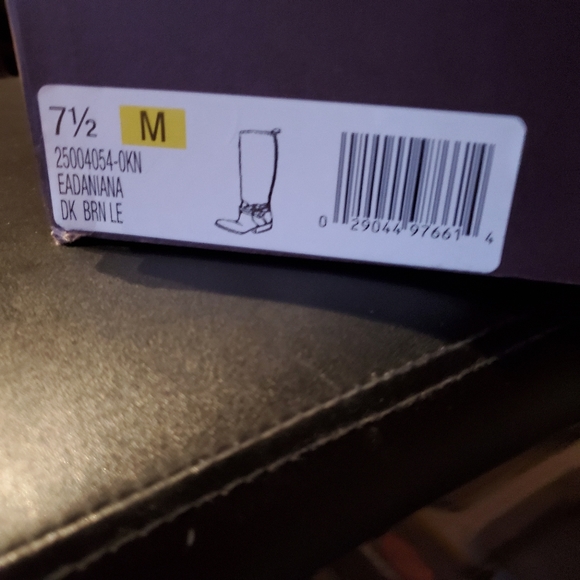 7½ M
25004054-0KN
EADANIANA
DK BRN LE
0 29044 97661 4